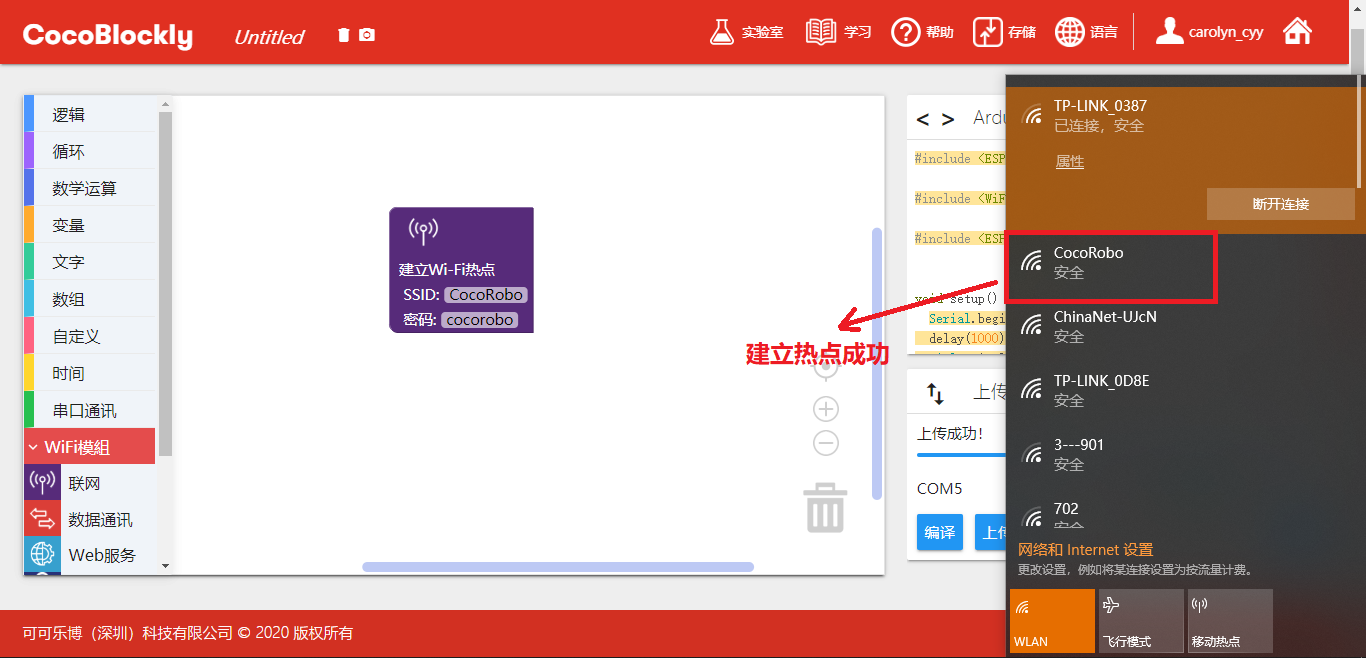 CocoBlockly
Untitled
实验室
学习
帮助
存储
语言
carolyn_cyy
逻辑
循环
数学运算
变量
文字
数组
自定义
时间
串口通讯
WiFi模组
联网
数据通讯
Web服务
建立Wi-Fi热点
SSID: CocoRobo
密码: cocorobo
建立热点成功
< > Ardu
#include <ESP
#include <WiF
#include <ESP
void setup()
Serial.begi
delay(1000)
上传
上传成功!
COM5
编译
上传
TP-LINK_0387
已连接，安全
属性
断开连接
CocoRobo
安全
ChinaNet-UJcN
安全
TP-LINK_0D8E
安全
3---901
安全
702
安全
网络和 Internet 设置
更改设置，例如将某连接设置为按流量计费。
WLAN
飞行模式
移动热点
可可乐博（深圳）科技有限公司 © 2020 版权所有